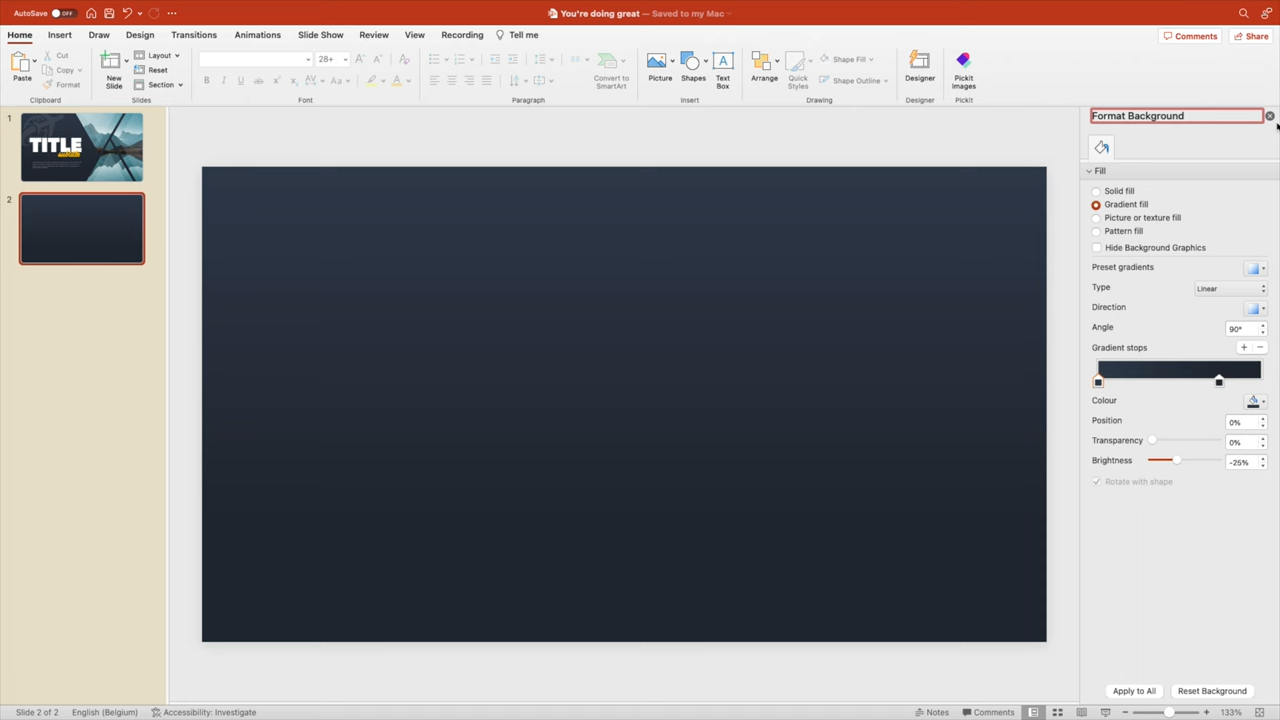 AutoSave OFF You're doing great — Saved to my Mac
Home Insert Draw Design Transitions Animations Slide Show Review View Recording Tell me Comments Share
Paste
Cut
Copy
Format
Clipboard
New Slide
Layout
Reset
Section
Slides
28+
Font
Paragraph
Convert to SmartArt
Picture
Shapes
Text Box
Insert
Arrange
Quick Styles
Shape Fill
Shape Outline
Drawing
Designer
Designer
Pickit Images
Pickit
1
TITLE
2
Format Background
Fill
Solid fill
Gradient fill
Picture or texture fill
Pattern fill
Hide Background Graphics
Preset gradients
Type Linear
Direction
Angle 90°
Gradient stops
Colour
Position 0%
Transparency 0%
Brightness -25%
Rotate with shape
Apply to All Reset Background
Slide 2 of 2 English (Belgium) Accessibility: Investigate Notes Comments 133%